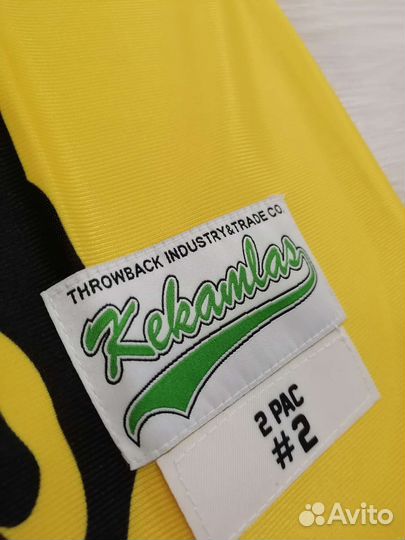 THROWBACK INDUSTRY&TRADE CO.
Kekamlas
2 PAC
#2
Avito